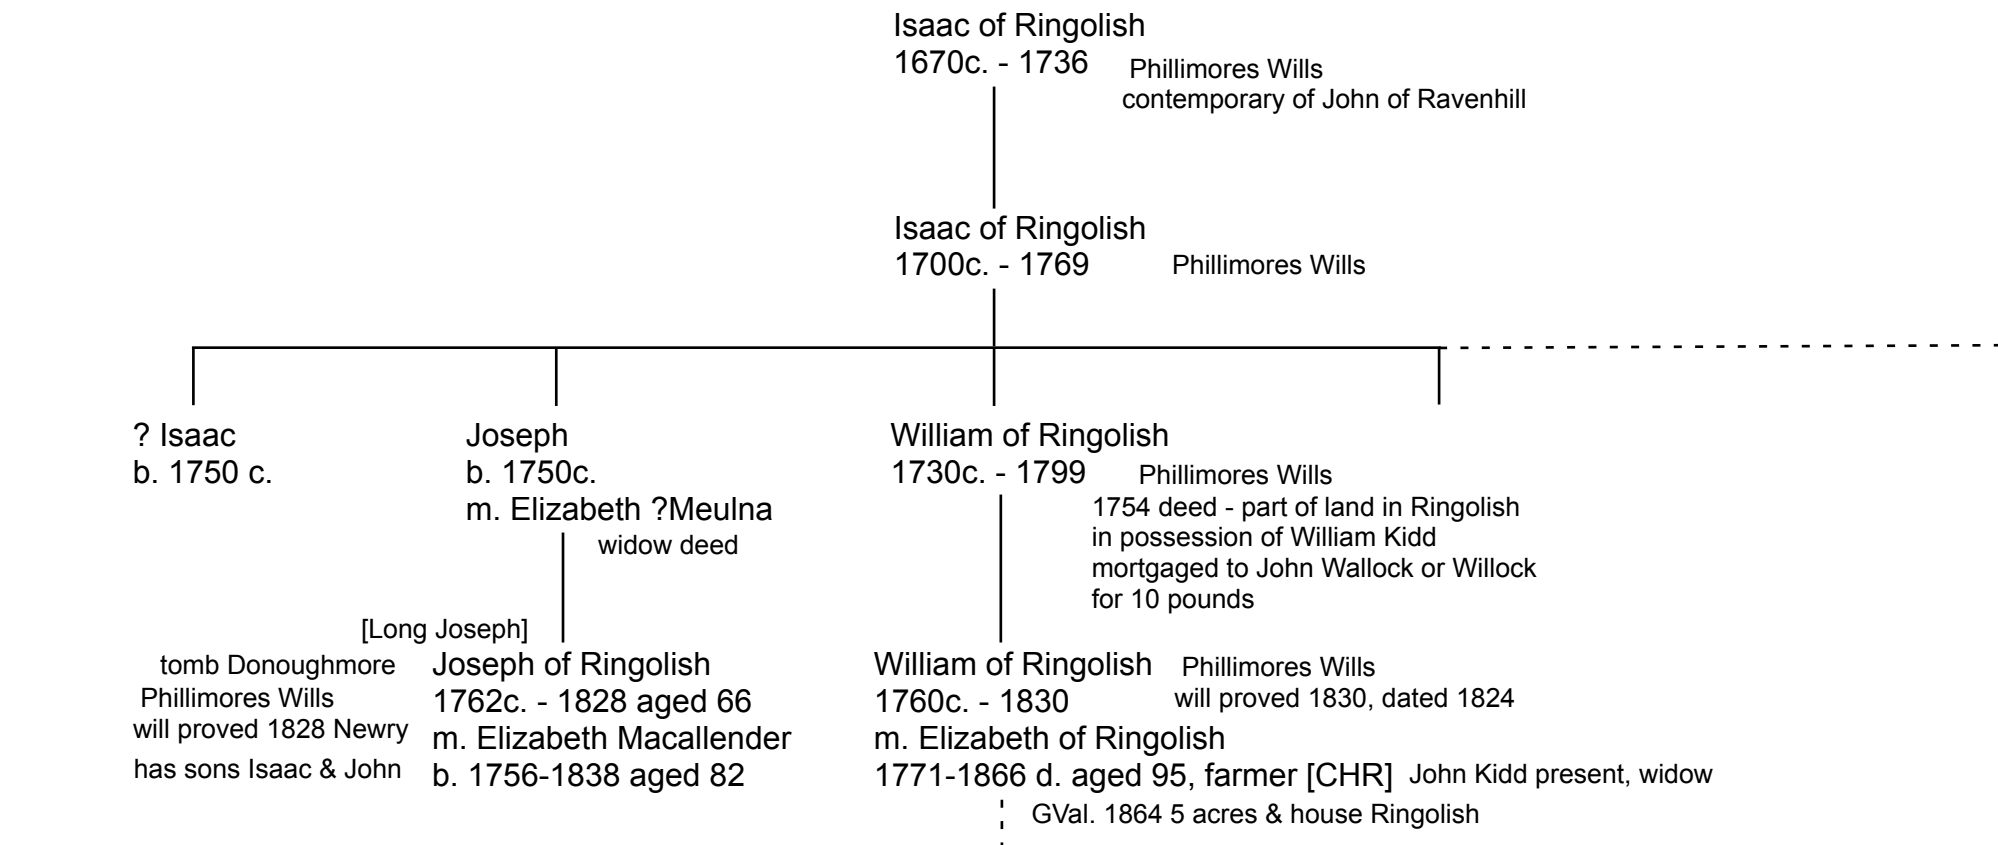 Isaac of Ringolish
1670c. - 1736
Phillimores Wills
contemporary of John of Ravenhill
Isaac of Ringolish
1700c. - 1769
Phillimores Wills
? Isaac
b. 1750 c.
Joseph
b. 1750c.
m. Elizabeth ?Meulna
widow deed
William of Ringolish
1730c. - 1799
Phillimores Wills
1754 deed - part of land in Ringolish
in possession of William Kidd
mortgaged to John Wallock or Willock
for 10 pounds
[Long Joseph]
tomb Donoughmore
Phillimores Wills
will proved 1828 Newry
has sons Isaac & John
Joseph of Ringolish
1762c. - 1828 aged 66
m. Elizabeth Macallender
b. 1756-1838 aged 82
William of Ringolish
1760c. - 1830
Phillimores Wills
will proved 1830, dated 1824
m. Elizabeth of Ringolish
1771-1866 d. aged 95, farmer [CHR]
John Kidd present, widow
GVal. 1864 5 acres & house Ringolish